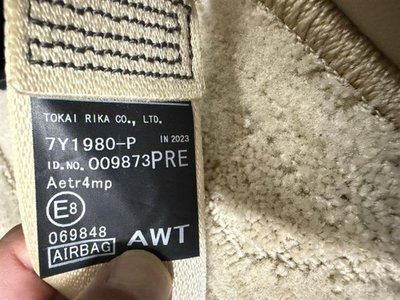 TOKAI RIKA CO., LTD.
7Y1980-P IN 2023
ID.NO. 009873PRE
Aetr4mp
E8
069848
AIRBAG AWT